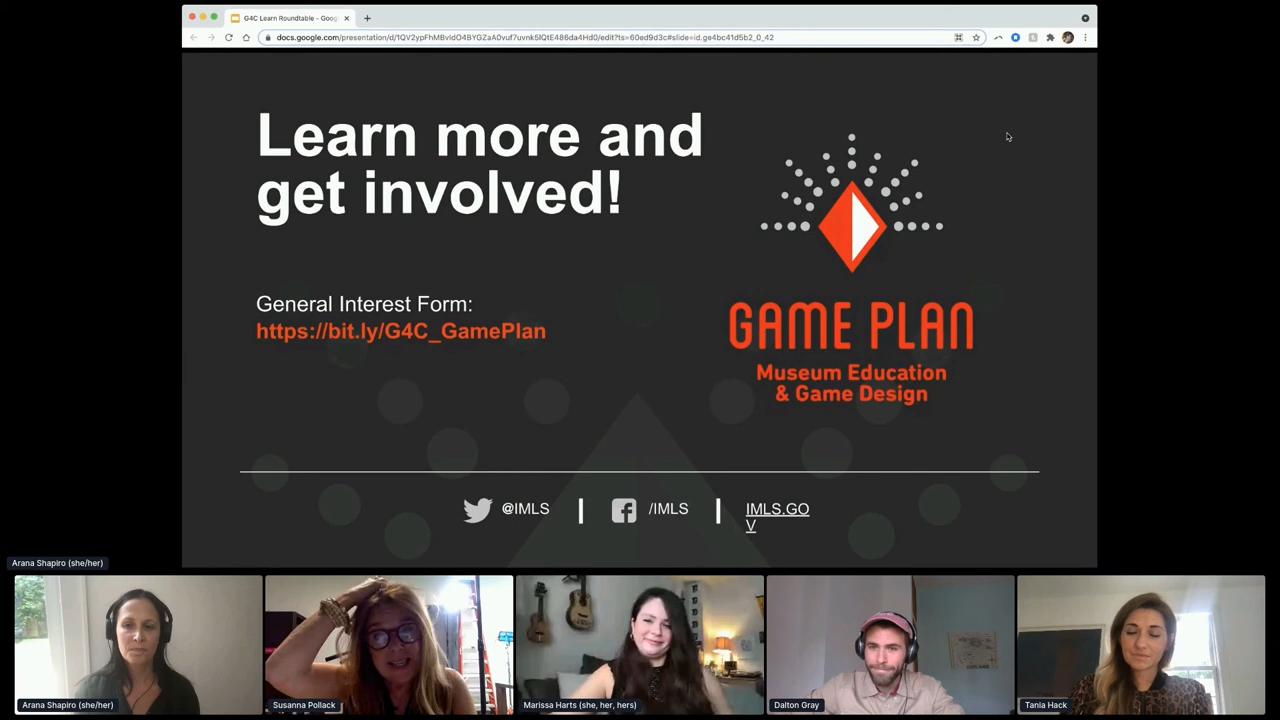 G4C Learn Roundtable - Goog
docs.google.com/presentation/d/1QV2ypFhMBvIdO4BYGZaA0vuf7uvnk5lQtE486da4Hd0/edit?ts=60ed9d3c#slide=id.ge4bc41d5b2_0_42
Learn more and
get involved!
General Interest Form:
https://bit.ly/G4C_GamePlan
GAME PLAN
Museum Education
& Game Design
@IMLS
/IMLS
IMLS.GO
V
Arana Shapiro (she/her)
Arana Shapiro (she/her)
Susanna Pollack
Marissa Harts (she, her, hers)
Dalton Gray
Tania Hack